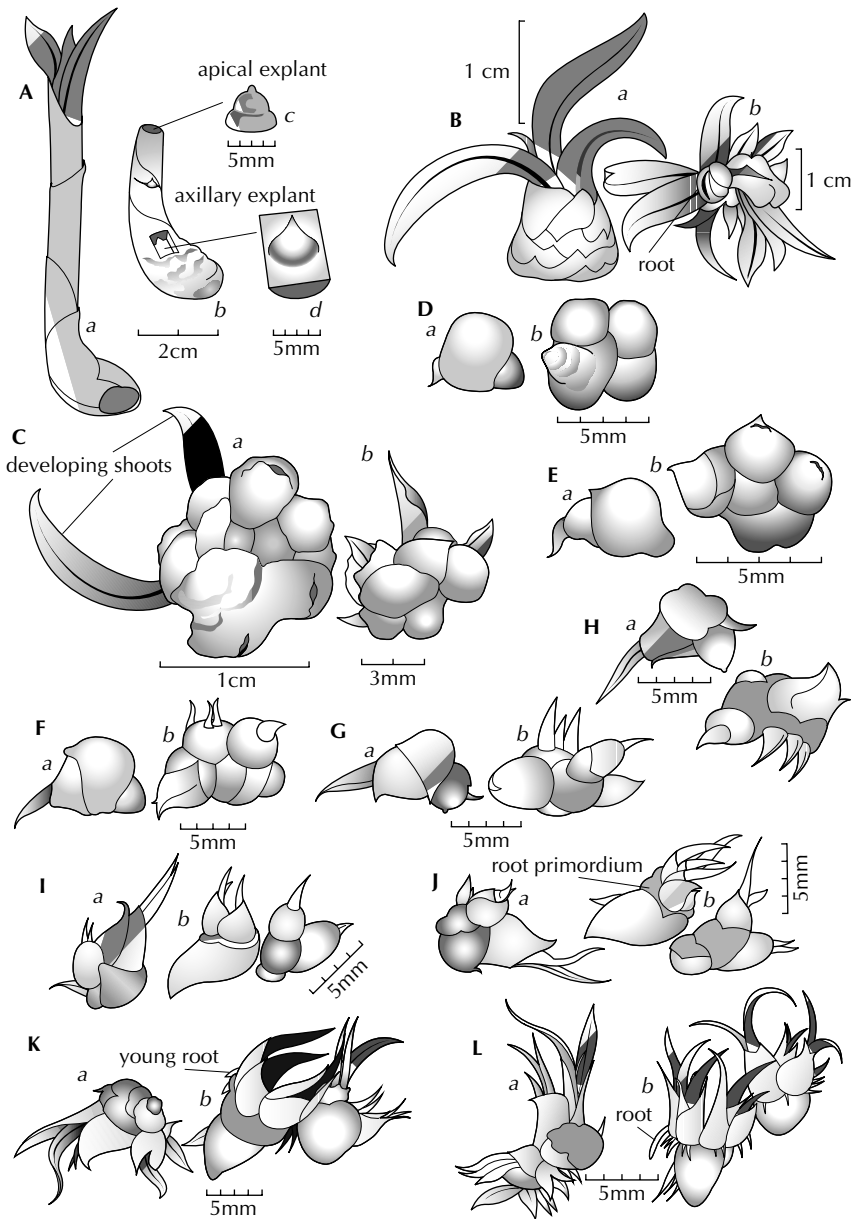 A
apical explant
c
5mm
axillary explant
a
b
2cm
d
5mm
B
1 cm
a
b
1 cm
root
D
a
b
5mm
C
developing shoots
a
b
1cm
3mm
E
a
b
5mm
H
a
5mm
b
F
a
b
5mm
G
a
b
5mm
I
a
b
5mm
J
root primordium
a
b
5mm
K
young root
a
b
5mm
L
a
b
root
5mm